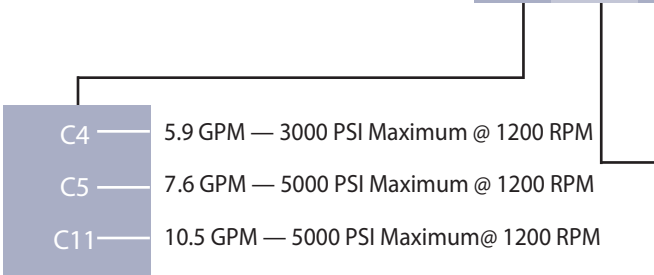 C4 — 5.9 GPM — 3000 PSI Maximum @ 1200 RPM
C5 — 7.6 GPM — 5000 PSI Maximum @ 1200 RPM
C11 — 10.5 GPM — 5000 PSI Maximum@ 1200 RPM